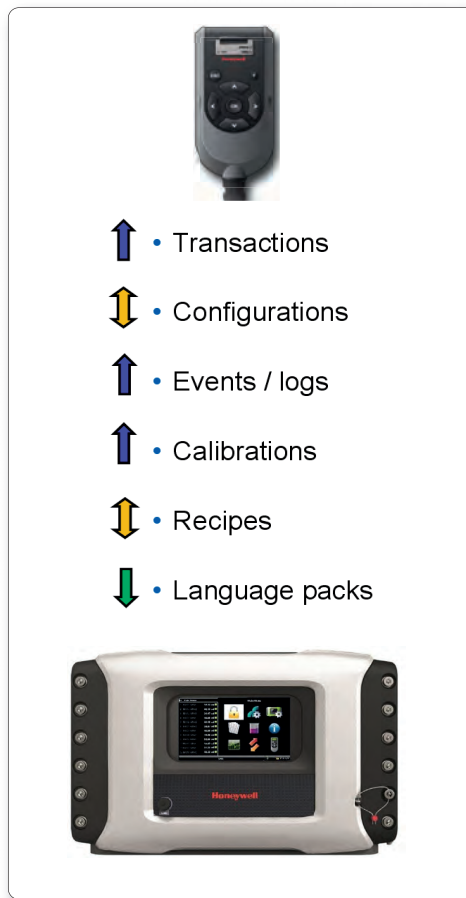 Honeywell
OK
• Transactions
• Configurations
• Events / logs
• Calibrations
• Recipes
• Language packs
Honeywell